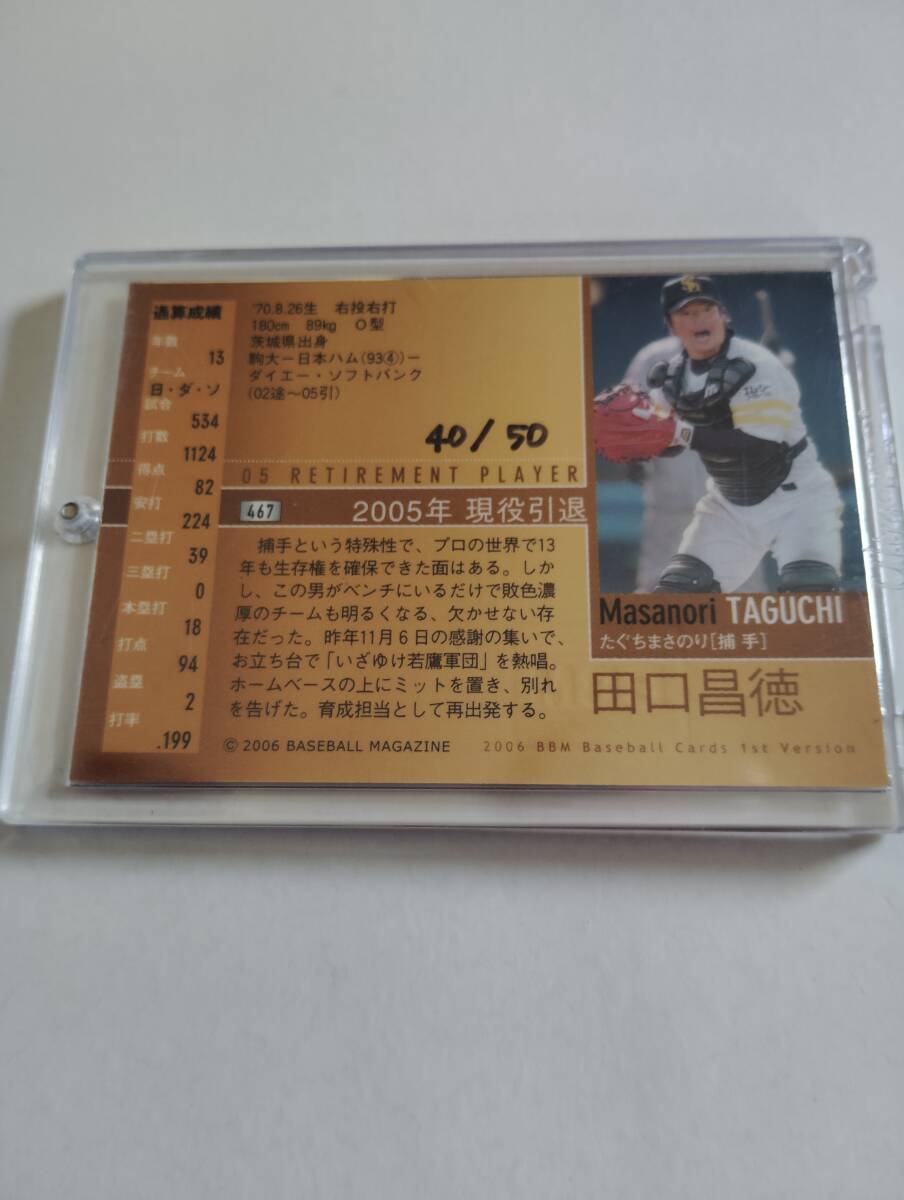 通算成績
年数
13
チーム
日・ダ・ソ
試合
534
打数
1124
得点
82
安打
224
二塁打
39
三塁打
0
本塁打
18
打点
94
盗塁
2
打率
.199
'70.8.26生 右投右打
180cm 89kg O型
茨城県出身
駒大－日本ハム(93④)－
ダイエー・ソフトバンク
(02途～05引)
40/50
05 RETIREMENT PLAYER
467 2005年 現役引退
捕手という特殊性で、プロの世界で13
年も生存権を確保できた面はある。しか
し、この男がベンチにいるだけで敗色濃
厚のチームも明るくなる、欠かせない存
在だった。昨年11月6日の感謝の集いで、
お立ち台で「いざゆけ若鷹軍団」を熱唱。
ホームベースの上にミットを置き、別れ
を告げた。育成担当として再出発する。
Masanori TAGUCHI
たぐちまさのり[捕手]
田口昌徳
© 2006 BASEBALL MAGAZINE 2006 BBM Baseball Cards 1st Version